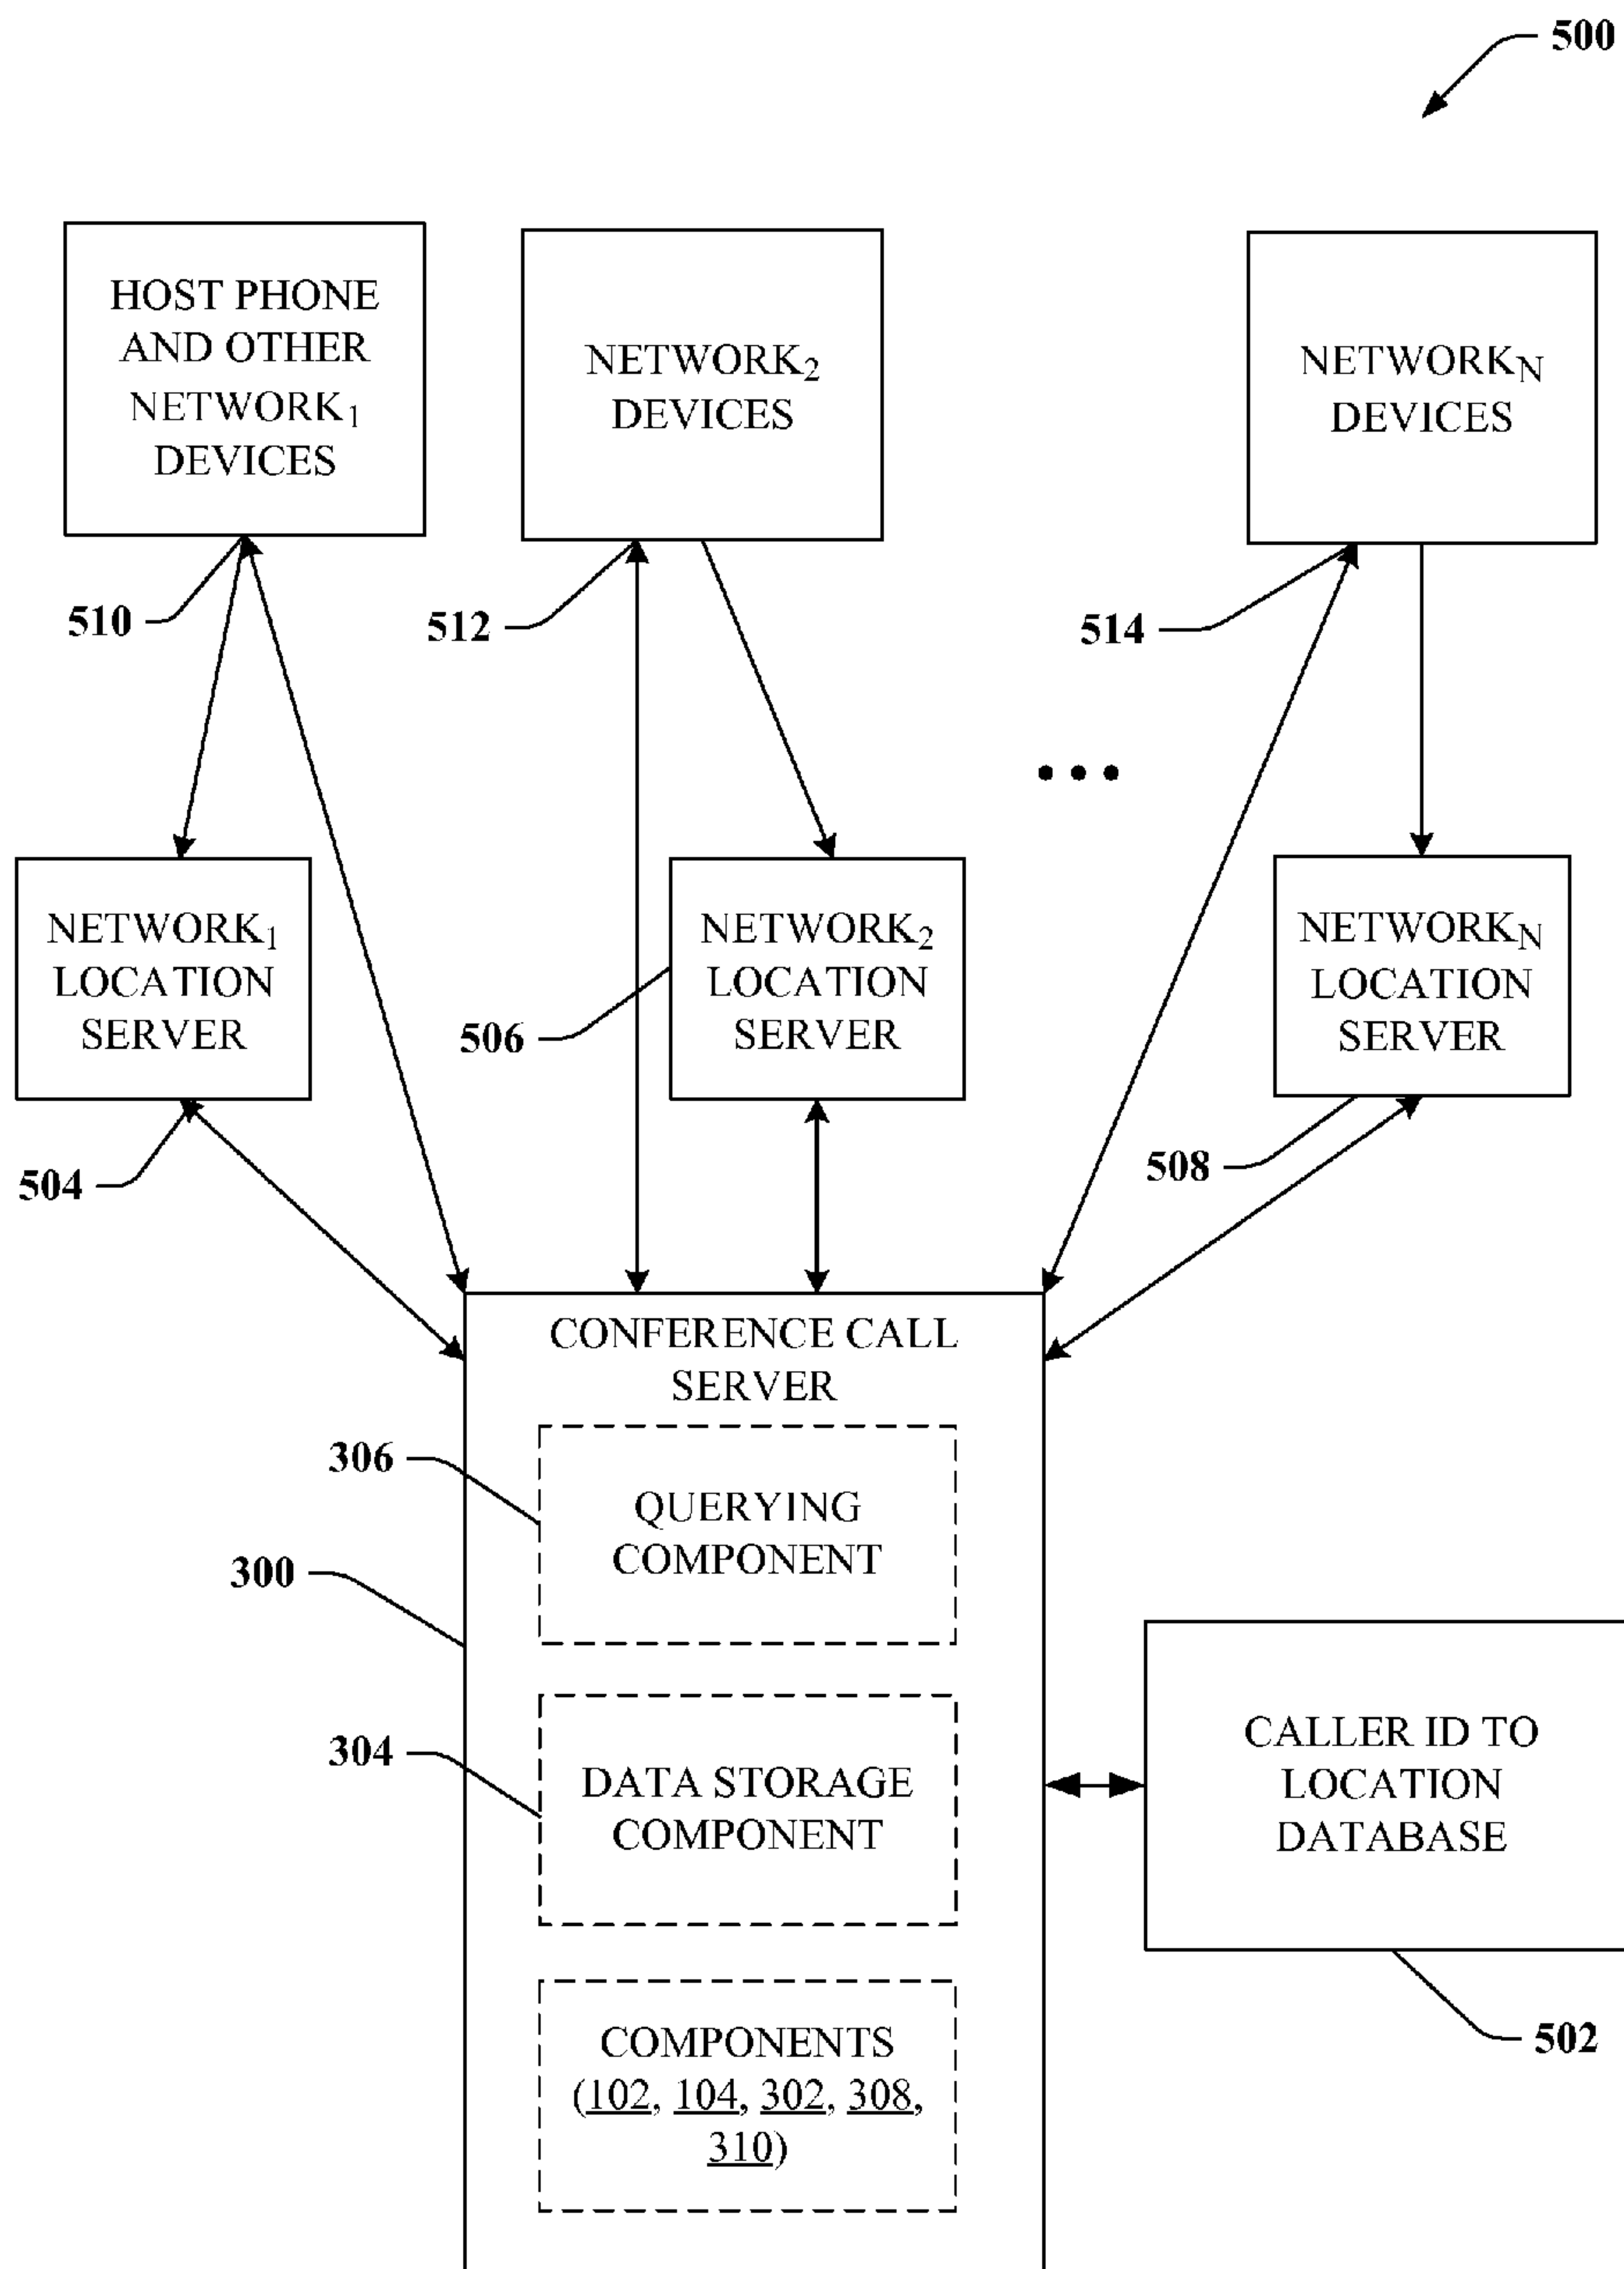 500
HOST PHONE
AND OTHER
NETWORK₁
DEVICES
NETWORK₂
DEVICES
NETWORK_N
DEVICES
510
512
514
NETWORK₁
LOCATION
SERVER
NETWORK₂
LOCATION
SERVER
NETWORK_N
LOCATION
SERVER
506
504
508
CONFERENCE CALL
SERVER
306
QUERYING
COMPONENT
300
304
DATA STORAGE
COMPONENT
CALLER ID TO
LOCATION
DATABASE
502
COMPONENTS
(102, 104, 302, 308,
310)